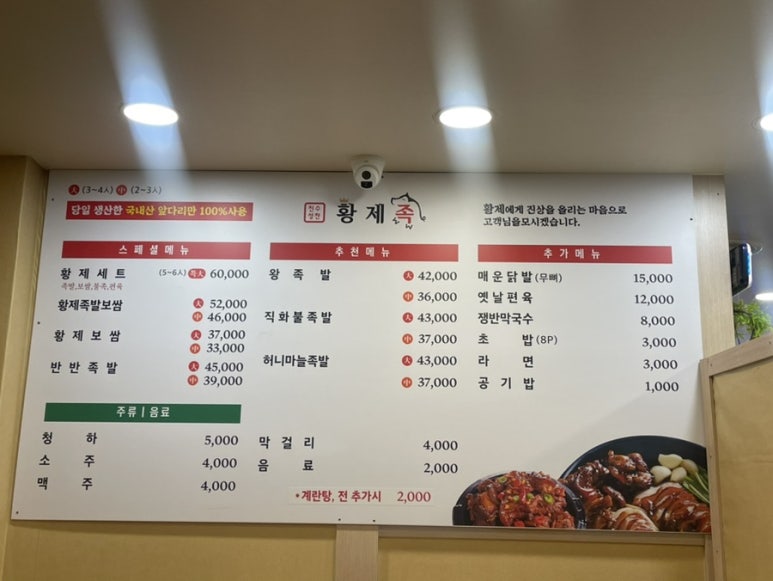 大 (3~4人) 中 (2~3人)
당일 생산한 국내산 앞다리만 100%사용
진수성찬 황제족
황제에게 진상을 올리는 마음으로
고객님을모시겠습니다.
스페셜메뉴
황제세트 (5~6人) 특大 60,000
족발,보쌈,불족,편육
황제족발보쌈 大 52,000
中 46,000
황제보쌈 大 37,000
中 33,000
반반족발 大 45,000
中 39,000
추천메뉴
왕족발 大 42,000
中 36,000
직화불족발 大 43,000
中 37,000
허니마늘족발 大 43,000
中 37,000
추가메뉴
매운닭발(무뼈) 15,000
옛날편육 12,000
쟁반막국수 8,000
초밥(8P) 3,000
라면 3,000
공기밥 1,000
주류|음료
청하 5,000
소주 4,000
맥주 4,000
막걸리 4,000
음료 2,000
*계란탕, 전 추가시 2,000